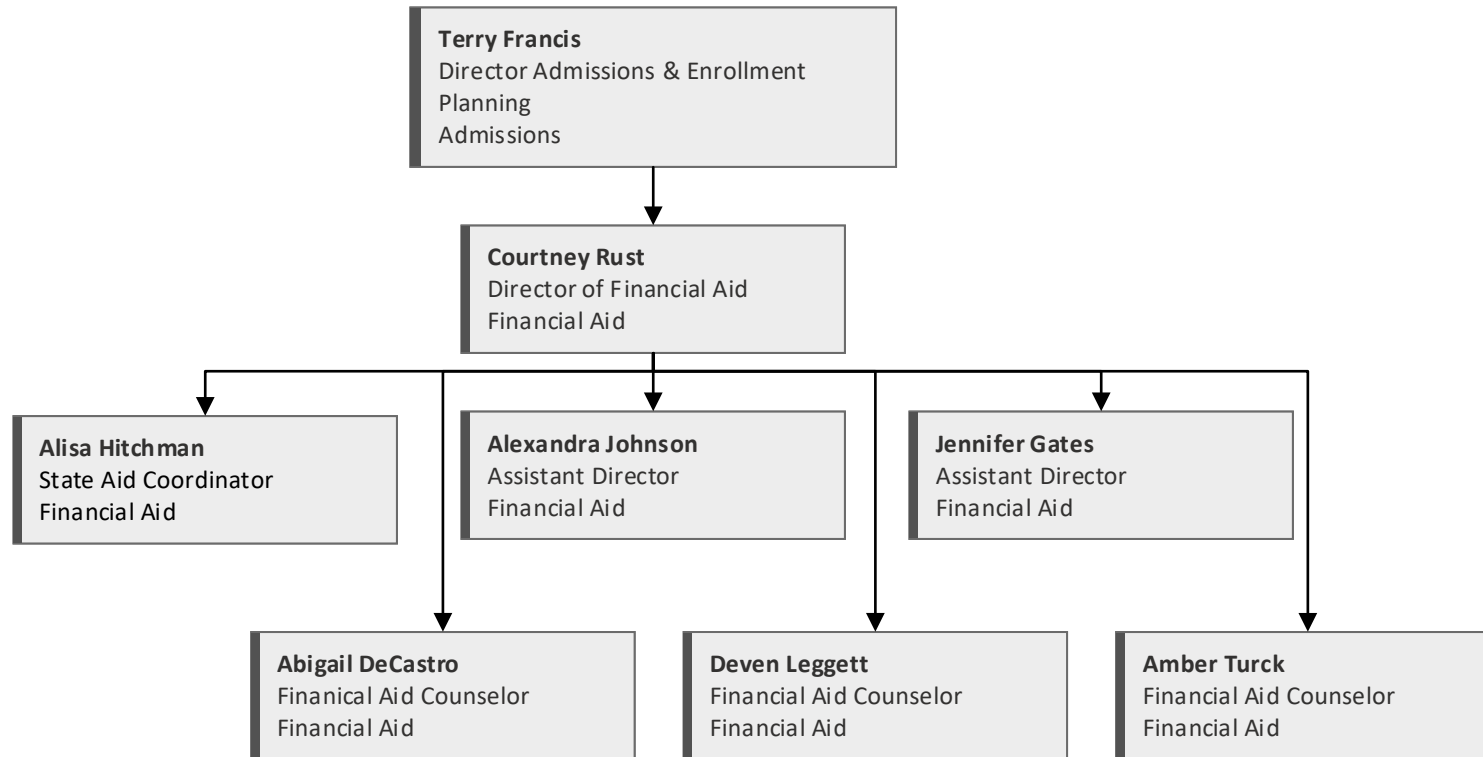 Terry Francis
Director Admissions & Enrollment
Planning
Admissions
Courtney Rust
Director of Financial Aid
Financial Aid
Alisa Hitchman
State Aid Coordinator
Financial Aid
Alexandra Johnson
Assistant Director
Financial Aid
Jennifer Gates
Assistant Director
Financial Aid
Abigail DeCastro
Finanical Aid Counselor
Financial Aid
Deven Leggett
Financial Aid Counselor
Financial Aid
Amber Turck
Financial Aid Counselor
Financial Aid